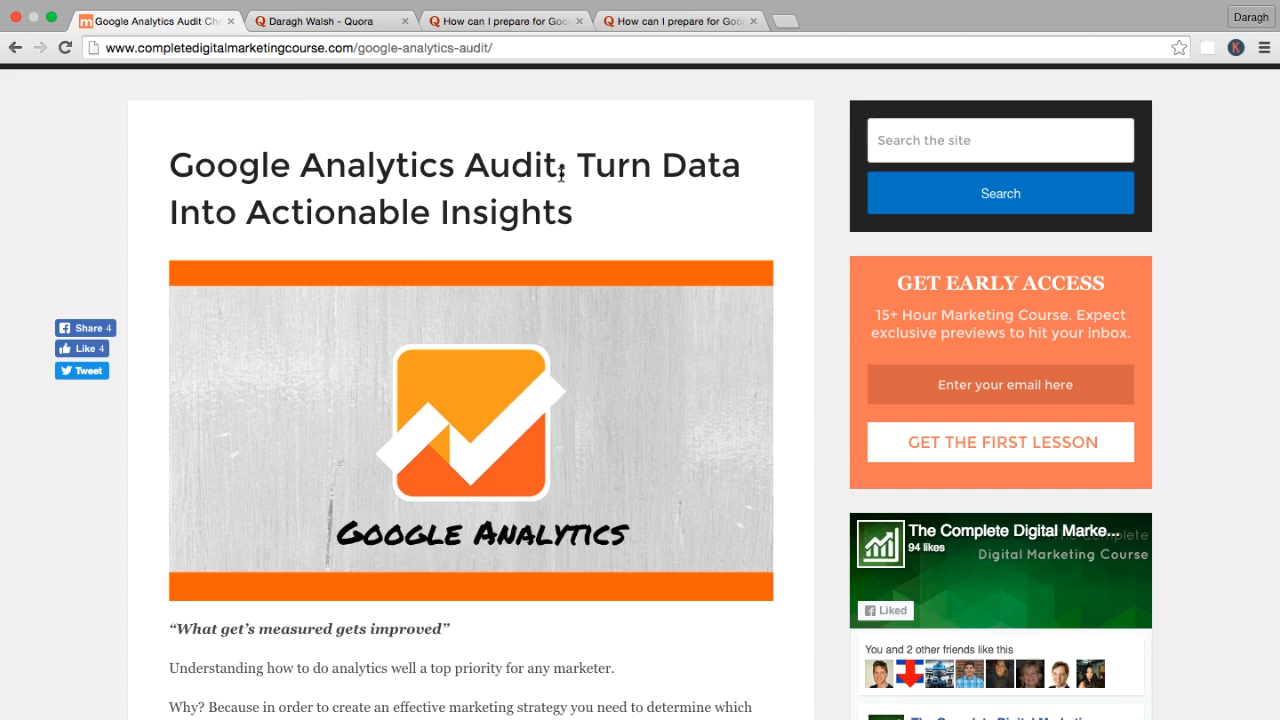 Google Analytics Audit Che
Daragh Walsh - Quora
How can I prepare for Goo
How can I prepare for Goo
Daragh
www.completedigitalmarketingcourse.com/google-analytics-audit/
K
Google Analytics Audit: Turn Data
Into Actionable Insights
Share 4
Like 4
Tweet
GOOGLE ANALYTICS
“What get’s measured gets improved”
Understanding how to do analytics well a top priority for any marketer.
Why? Because in order to create an effective marketing strategy you need to determine which
Search the site
Search
GET EARLY ACCESS
15+ Hour Marketing Course. Expect
exclusive previews to hit your inbox.
Enter your email here
GET THE FIRST LESSON
The Complete Digital Marke...
94 likes
Digital Marketing Course
Liked
You and 2 other friends like this